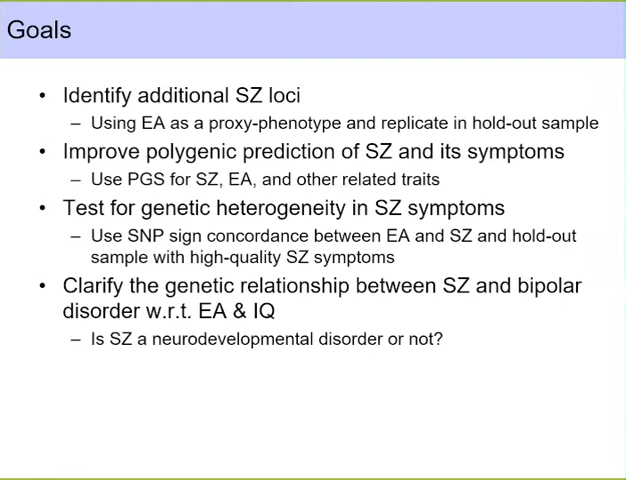 Goals
• Identify additional SZ loci
– Using EA as a proxy-phenotype and replicate in hold-out sample
• Improve polygenic prediction of SZ and its symptoms
– Use PGS for SZ, EA, and other related traits
• Test for genetic heterogeneity in SZ symptoms
– Use SNP sign concordance between EA and SZ and hold-out
sample with high-quality SZ symptoms
• Clarify the genetic relationship between SZ and bipolar
disorder w.r.t. EA & IQ
– Is SZ a neurodevelopmental disorder or not?